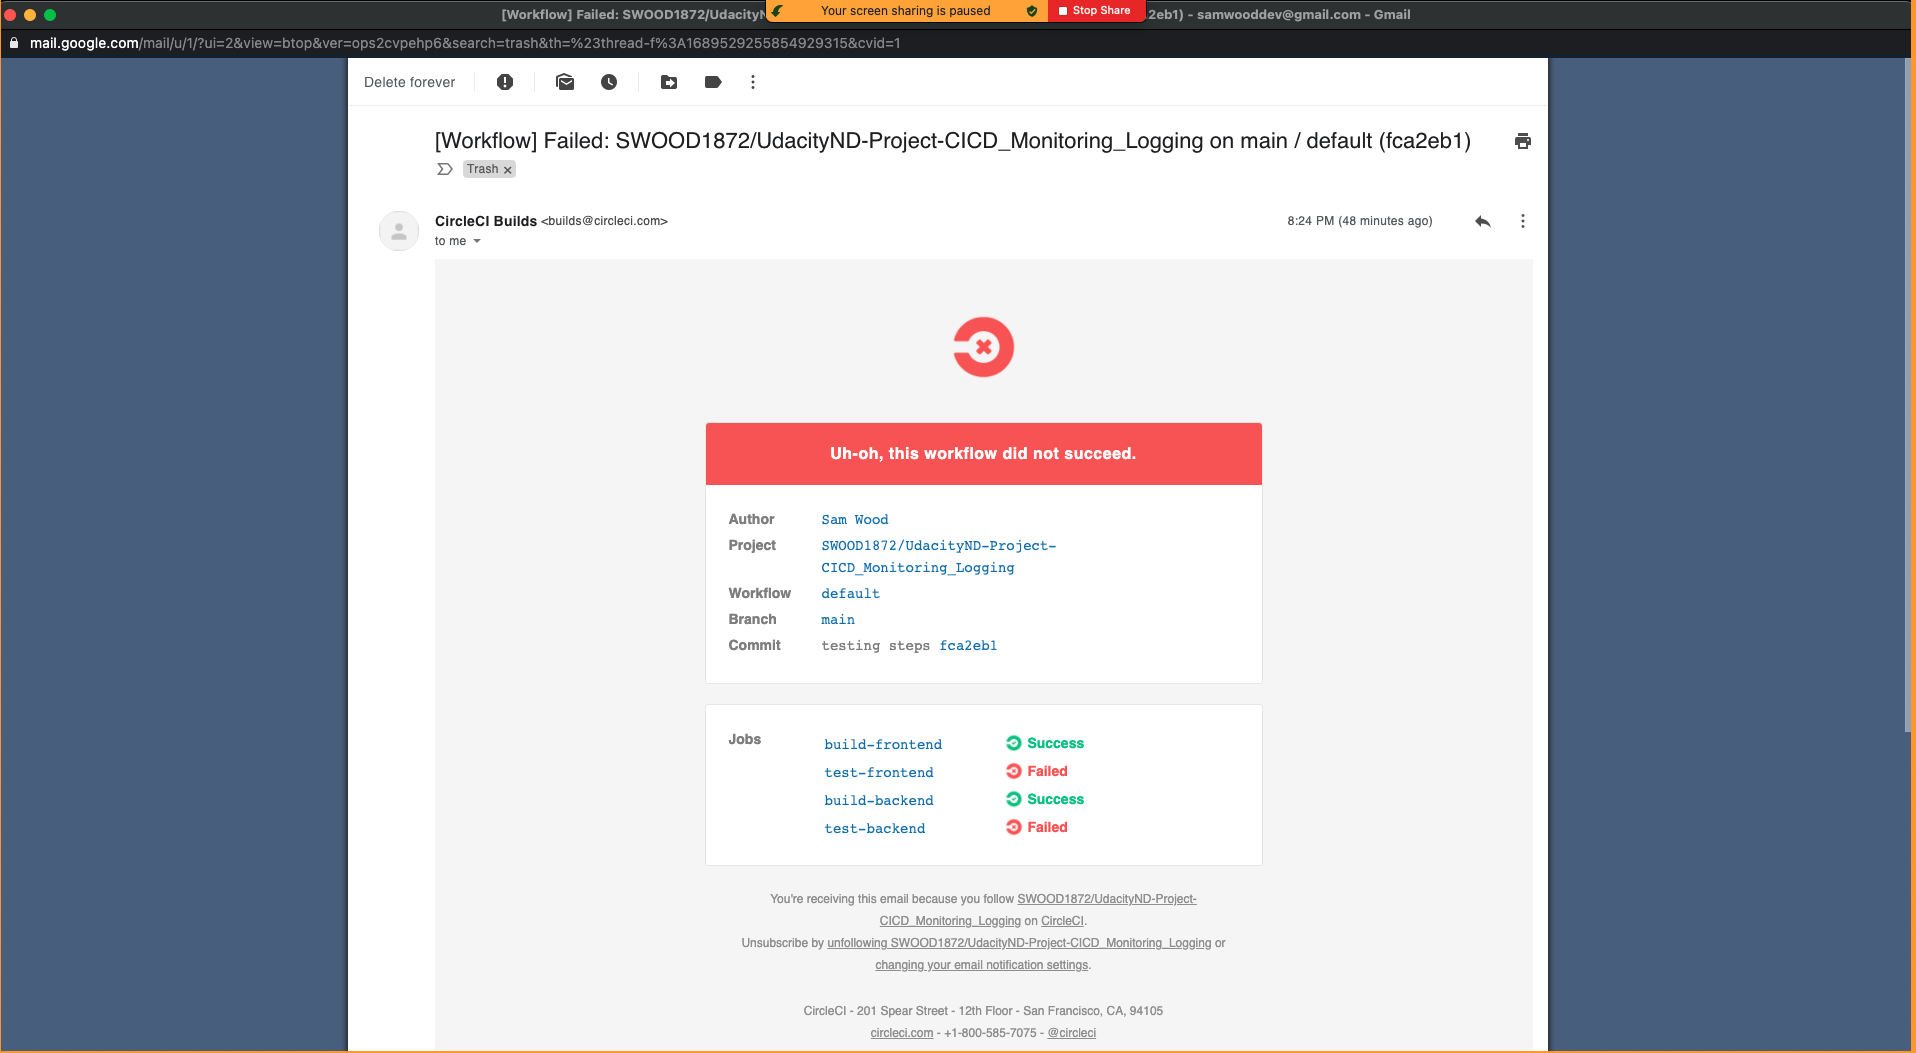 [Workflow] Failed: SWOOD1872/UdacityN
Your screen sharing is paused
Stop Share
2eb1) - samwooddev@gmail.com - Gmail
mail.google.com/mail/u/1/?ui=2&view=btop&ver=ops2cvpehp6&search=trash&th=%23thread-f%3A1689529255854929315&cvid=1
Delete forever
[Workflow] Failed: SWOOD1872/UdacityND-Project-CICD_Monitoring_Logging on main / default (fca2eb1)
Trash x
CircleCI Builds <builds@circleci.com>
8:24 PM (48 minutes ago)
to me
Uh-oh, this workflow did not succeed.
Author Sam Wood
Project SWOOD1872/UdacityND-Project-
CICD_Monitoring_Logging
Workflow default
Branch main
Commit testing steps fca2eb1
Jobs
build-frontend Success
test-frontend Failed
build-backend Success
test-backend Failed
You're receiving this email because you follow SWOOD1872/UdacityND-Project-
CICD_Monitoring_Logging on CircleCI.
Unsubscribe by unfollowing SWOOD1872/UdacityND-Project-CICD_Monitoring_Logging or
changing your email notification settings.
CircleCI - 201 Spear Street - 12th Floor - San Francisco, CA, 94105
circleci.com - +1-800-585-7075 - @circleci